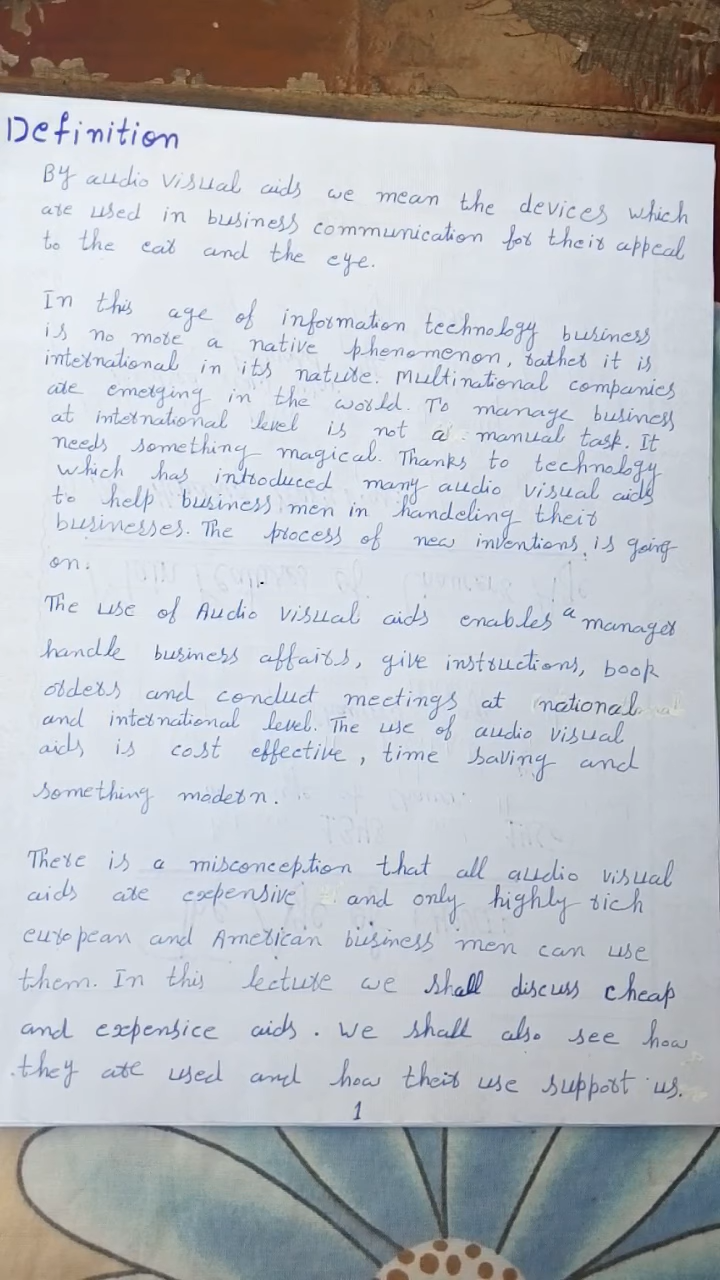 Definition
By audio visual aids we mean the devices which
are used in business communication for their appeal
to the ear and the eye.
In this age of information technology business
is no more a native phenomenon, rather it is
international in its nature. Multinational companies
are emerging in the world. To manage business
at international level is not a manual task. It
needs something magical. Thanks to technology
which has introduced many audio visual aids
to help business men in handeling their
businesses. The process of new inventions is going
on.
The use of Audio visual aids enables a manager
handle business affairs, give instructions, book
orders and conduct meetings at national
and international level. The use of audio visual
aids is cost effective, time saving and
something modern.
There is a misconception that all audio visual
aids are expensive and only highly rich
european and American business men can use
them. In this lecture we shall discuss cheap
and expensice aids. We shall also see how
they are used and how their use support us.
1